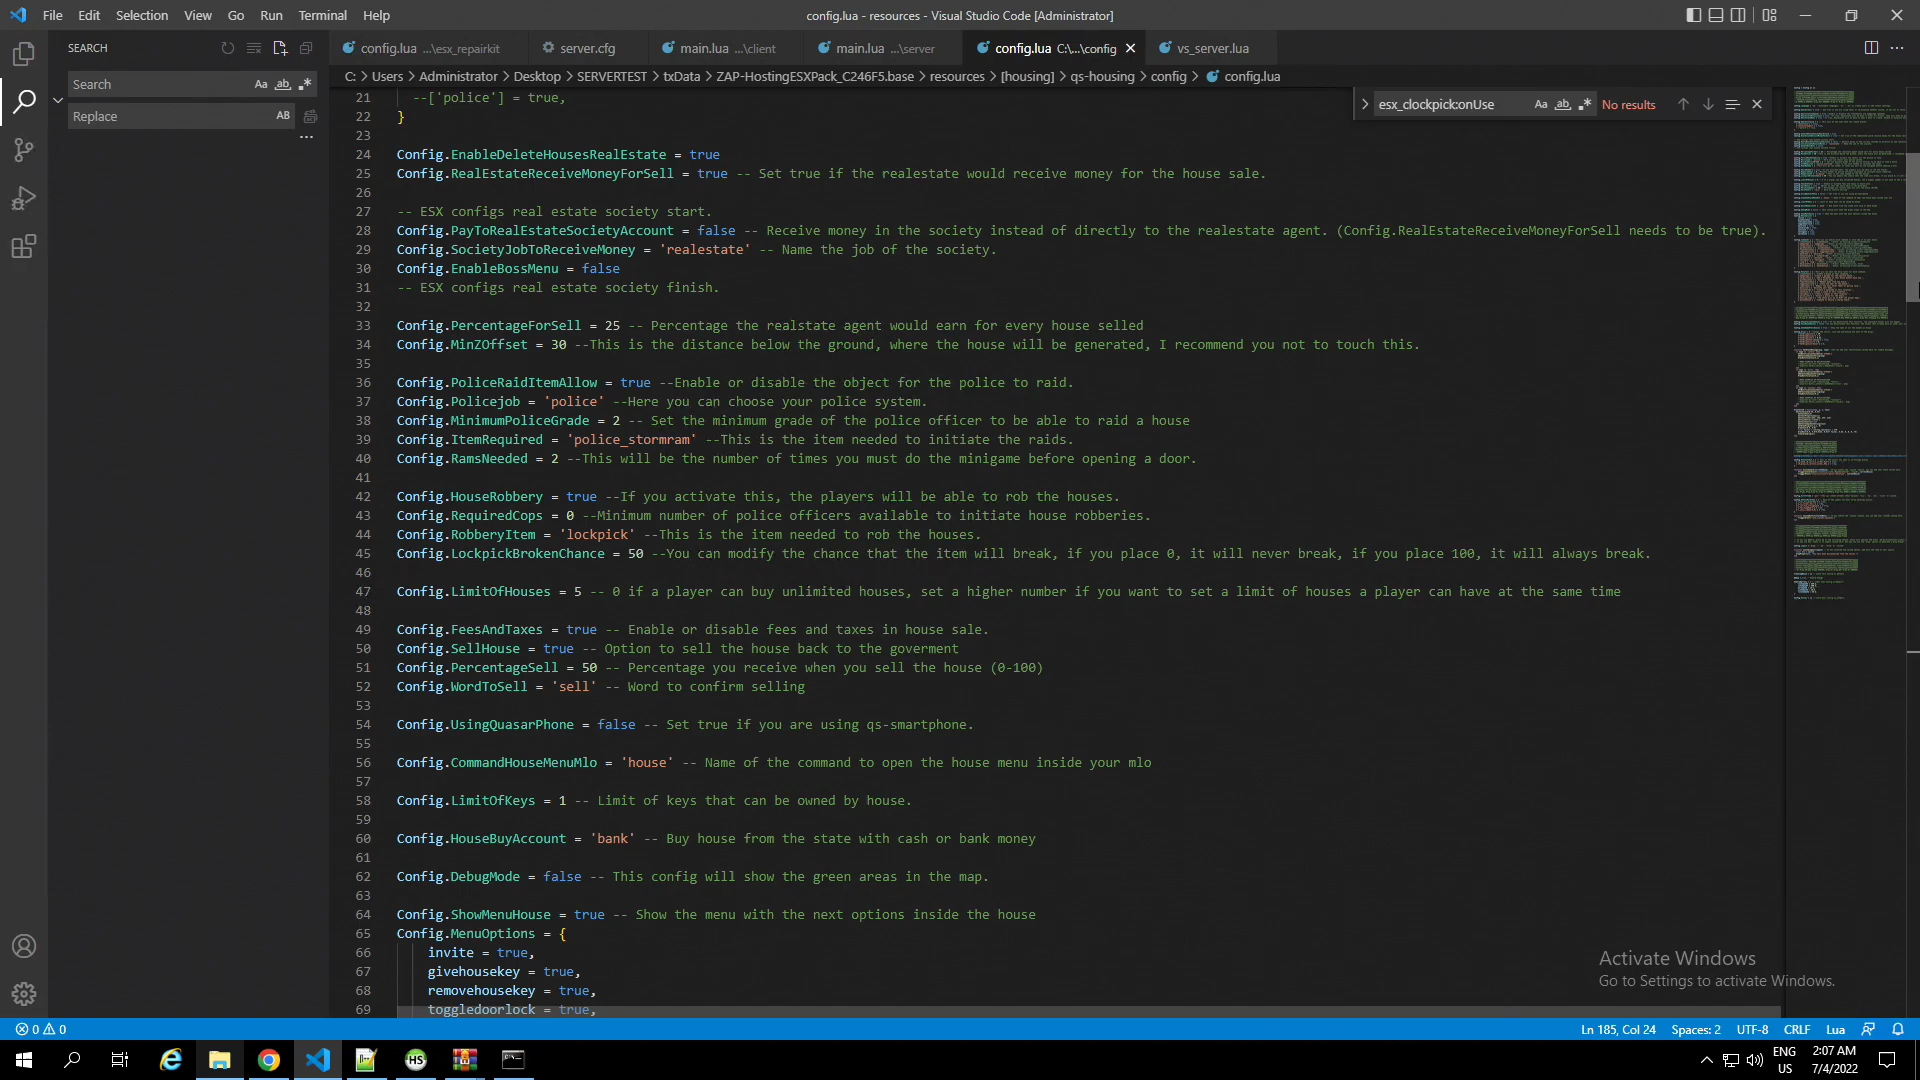 File Edit Selection View Go Run Terminal Help
config.lua - resources - Visual Studio Code [Administrator]
SEARCH
config.lua ...\esx_repairkit
server.cfg
main.lua ...\client
main.lua ...\server
config.lua C:\...\config
vs_server.lua
Search
Aa ab
Replace
AB
C: > Users > Administrator > Desktop > SERVERTEST > txData > ZAP-HostingESXPack_C246F5.base > resources > [housing] > qs-housing > config > config.lua
esx_clockpick:onUse
Aa ab
No results
21 --['police'] = true,
22 }
23
24 Config.EnableDeleteHousesRealEstate = true
25 Config.RealEstateReceiveMoneyForSell = true -- Set true if the realestate would receive money for the house sale.
26
27 -- ESX configs real estate society start.
28 Config.PayToRealEstateSocietyAccount = false -- Receive money in the society instead of directly to the realestate agent. (Config.RealEstateReceiveMoneyForSell needs to be true).
29 Config.SocietyJobToReceiveMoney = 'realestate' -- Name the job of the society.
30 Config.EnableBossMenu = false
31 -- ESX configs real estate society finish.
32
33 Config.PercentageForSell = 25 -- Percentage the realstate agent would earn for every house selled
34 Config.MinZOffset = 30 --This is the distance below the ground, where the house will be generated, I recommend you not to touch this.
35
36 Config.PoliceRaidItemAllow = true --Enable or disable the object for the police to raid.
37 Config.Policejob = 'police' --Here you can choose your police system.
38 Config.MinimumPoliceGrade = 2 -- Set the minimum grade of the police officer to be able to raid a house
39 Config.ItemRequired = 'police_stormram' --This is the item needed to initiate the raids.
40 Config.RamsNeeded = 2 --This will be the number of times you must do the minigame before opening a door.
41
42 Config.HouseRobbery = true --If you activate this, the players will be able to rob the houses.
43 Config.RequiredCops = 0 --Minimum number of police officers available to initiate house robberies.
44 Config.RobberyItem = 'lockpick' --This is the item needed to rob the houses.
45 Config.LockpickBrokenChance = 50 --You can modify the chance that the item will break, if you place 0, it will never break, if you place 100, it will always break.
46
47 Config.LimitOfHouses = 5 -- 0 if a player can buy unlimited houses, set a higher number if you want to set a limit of houses a player can have at the same time
48
49 Config.FeesAndTaxes = true -- Enable or disable fees and taxes in house sale.
50 Config.SellHouse = true -- Option to sell the house back to the goverment
51 Config.PercentageSell = 50 -- Percentage you receive when you sell the house (0-100)
52 Config.WordToSell = 'sell' -- Word to confirm selling
53
54 Config.UsingQuasarPhone = false -- Set true if you are using qs-smartphone.
55
56 Config.CommandHouseMenuMlo = 'house' -- Name of the command to open the house menu inside your mlo
57
58 Config.LimitOfKeys = 1 -- Limit of keys that can be owned by house.
59
60 Config.HouseBuyAccount = 'bank' -- Buy house from the state with cash or bank money
61
62 Config.DebugMode = false -- This config will show the green areas in the map.
63
64 Config.ShowMenuHouse = true -- Show the menu with the next options inside the house
65 Config.MenuOptions = {
66 invite = true,
67 givehousekey = true,
68 removehousekey = true,
69 toggledoorlock = true,
Activate Windows
Go to Settings to activate Windows.
0 0
Ln 185, Col 24 Spaces: 2 UTF-8 CRLF Lua
HS
ENG
US
2:07 AM
7/4/2022